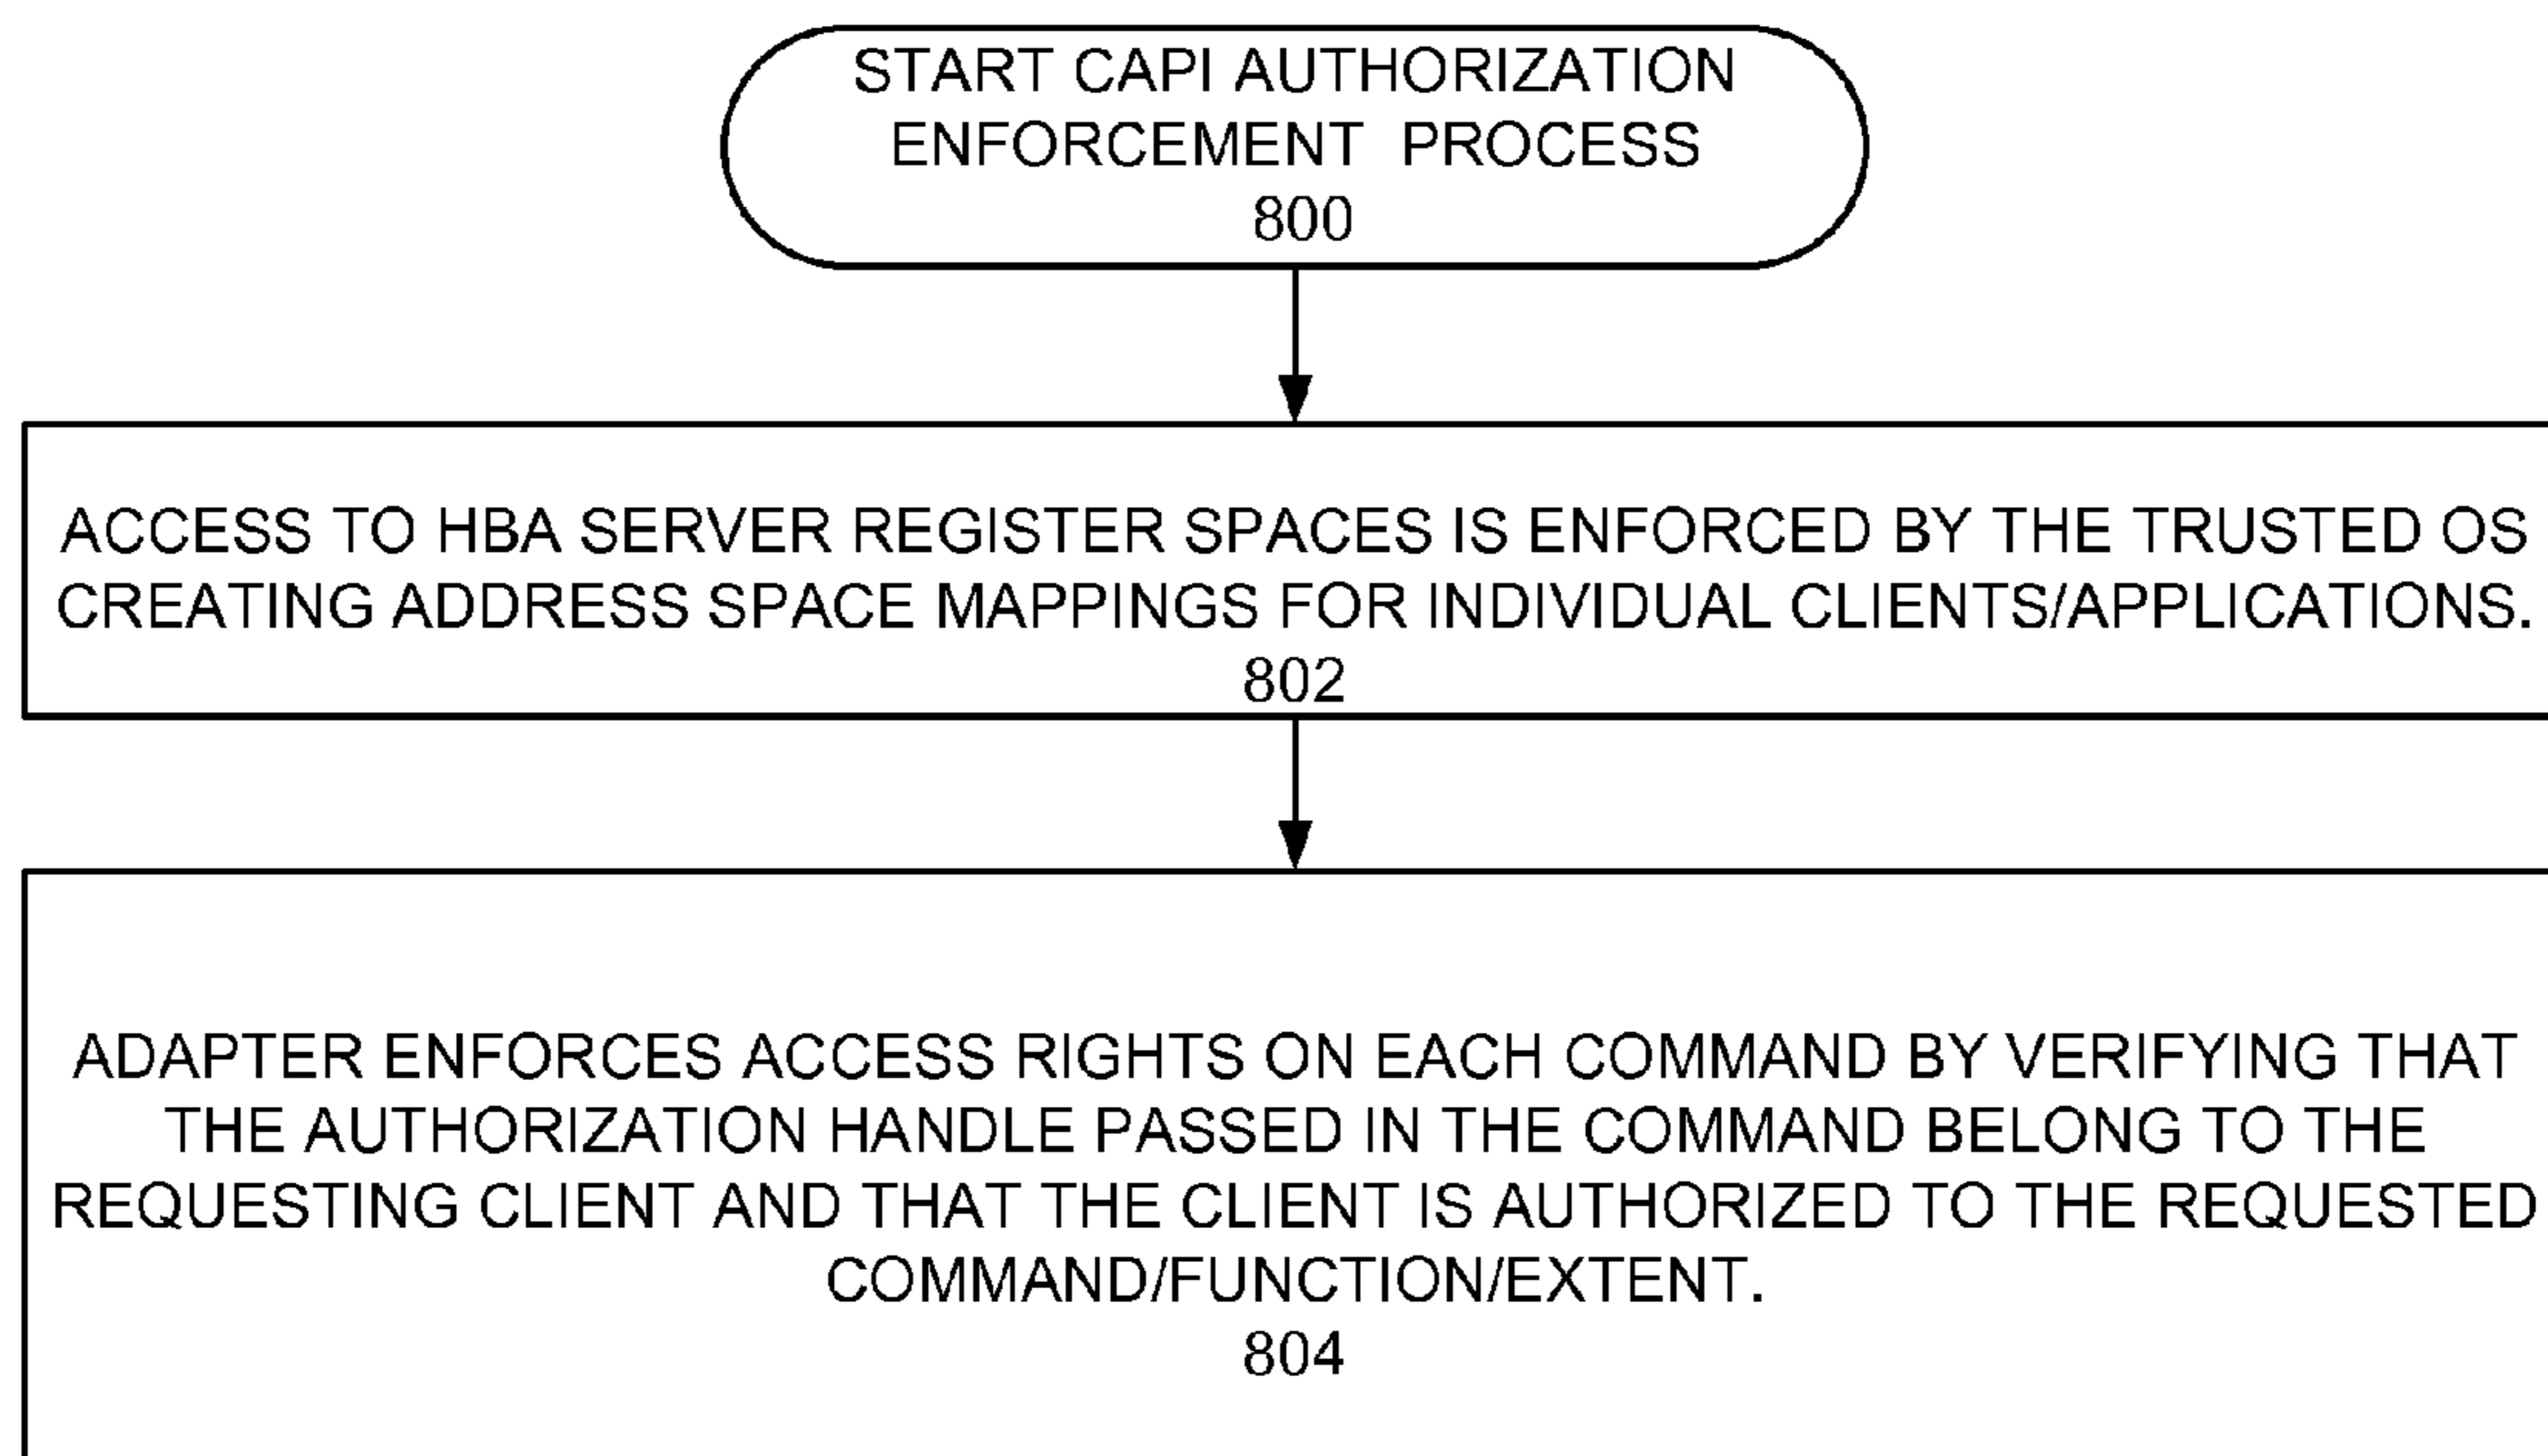 START CAPI AUTHORIZATION
ENFORCEMENT PROCESS
800
ACCESS TO HBA SERVER REGISTER SPACES IS ENFORCED BY THE TRUSTED OS
CREATING ADDRESS SPACE MAPPINGS FOR INDIVIDUAL CLIENTS/APPLICATIONS.
802
ADAPTER ENFORCES ACCESS RIGHTS ON EACH COMMAND BY VERIFYING THAT
THE AUTHORIZATION HANDLE PASSED IN THE COMMAND BELONG TO THE
REQUESTING CLIENT AND THAT THE CLIENT IS AUTHORIZED TO THE REQUESTED
COMMAND/FUNCTION/EXTENT.
804